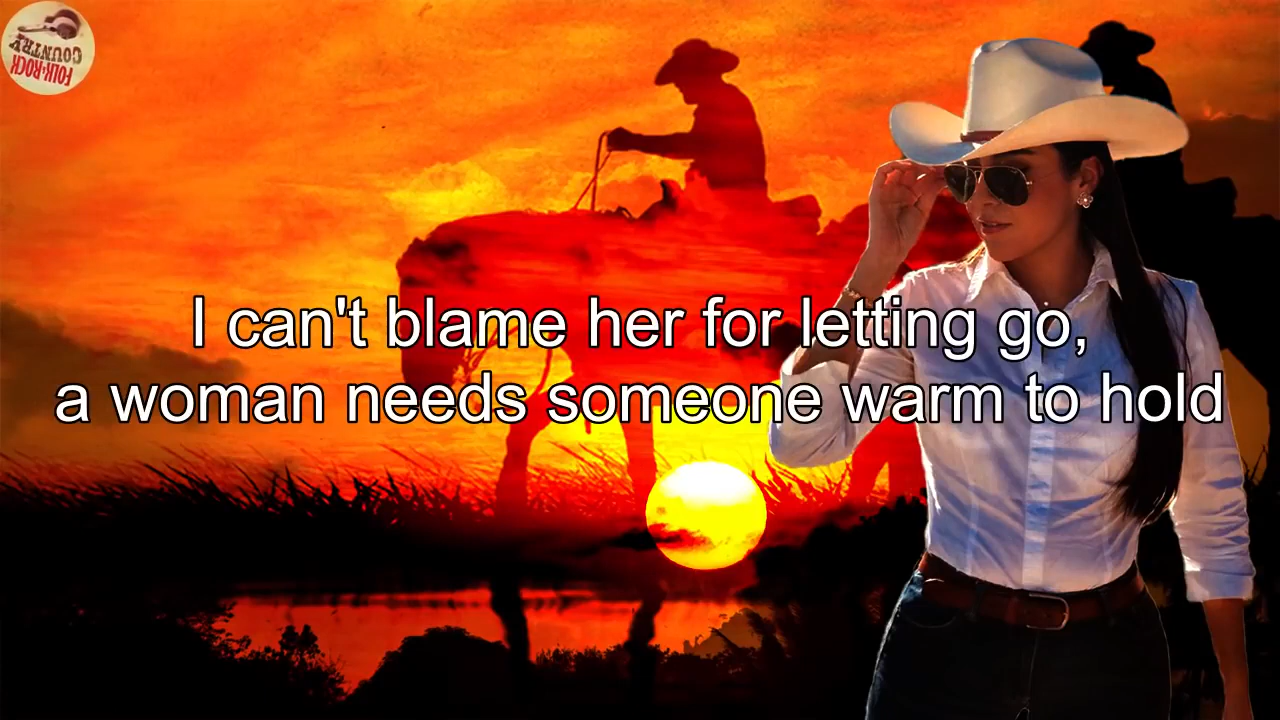 FOLK-ROCK
COUNTRY
I can't blame her for letting go,
a woman needs someone warm to hold